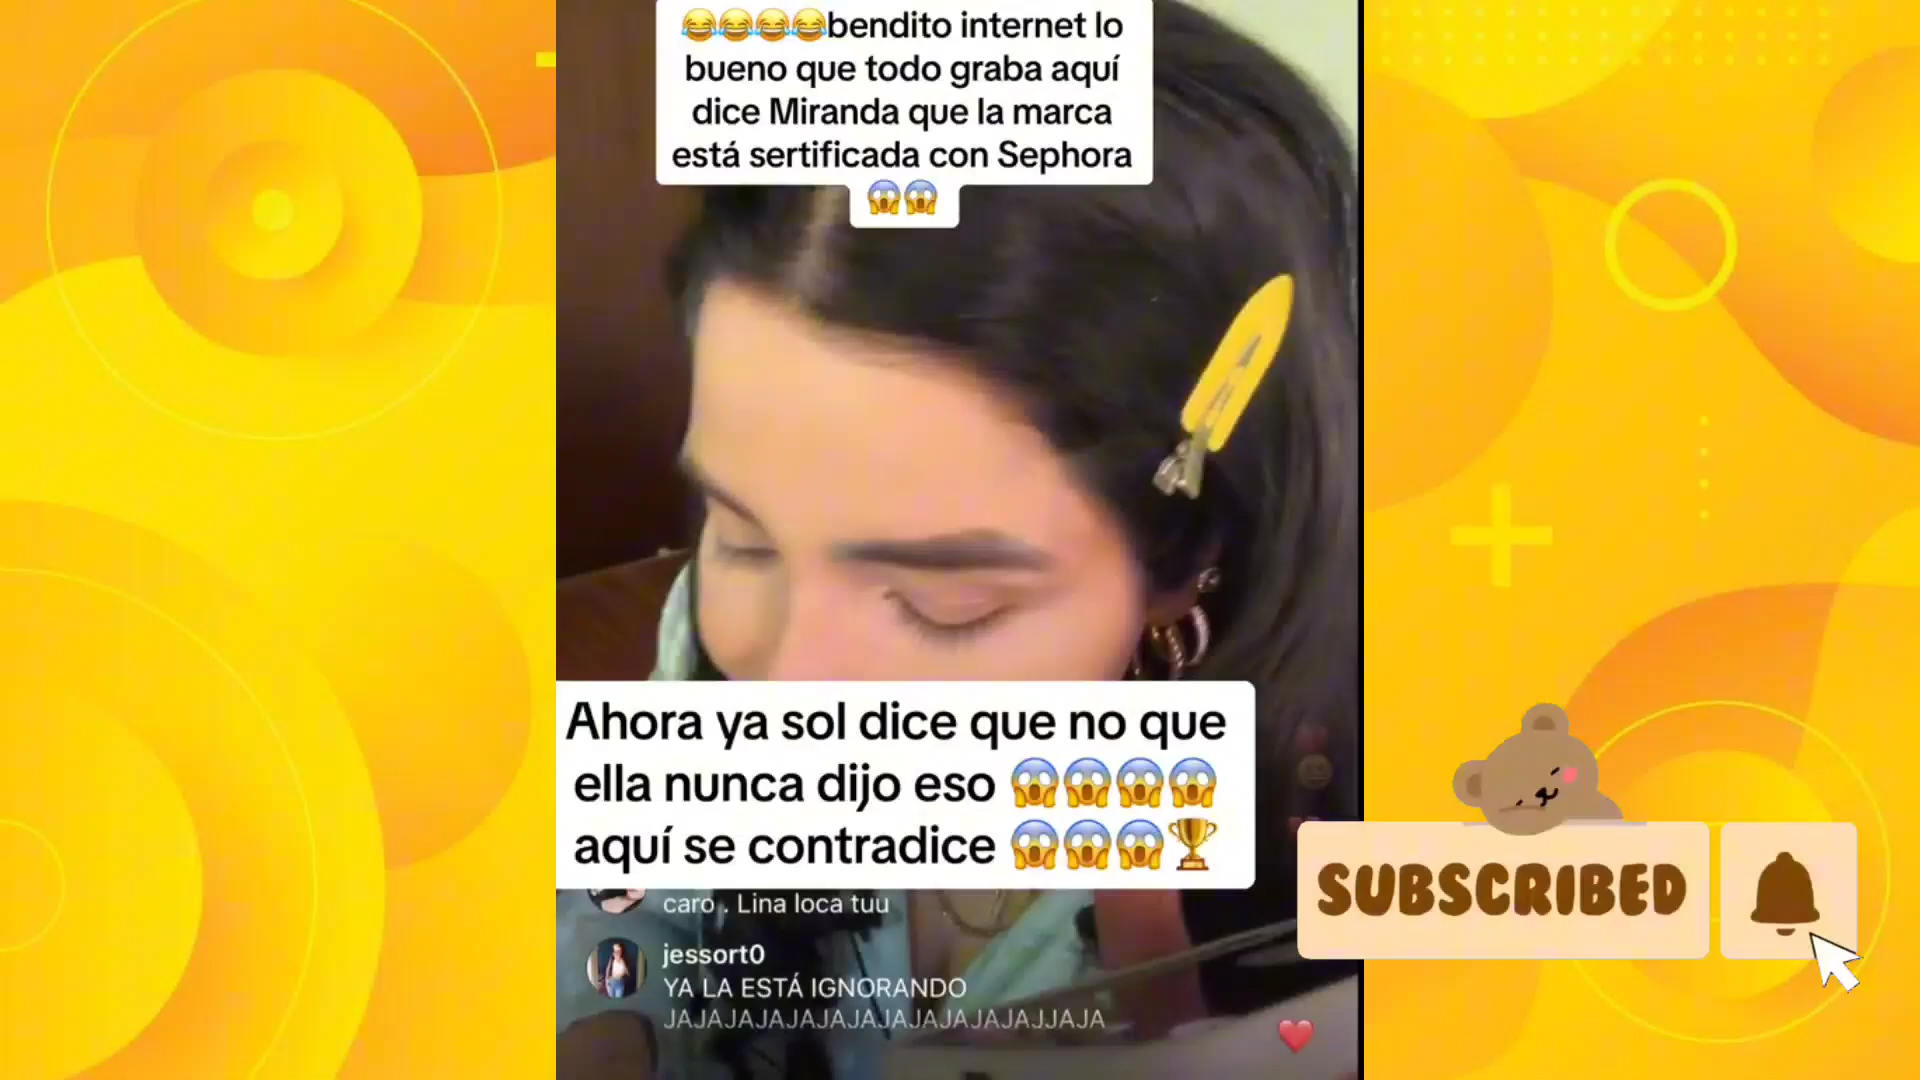 😂😂😂😂bendito internet lo
bueno que todo graba aquí
dice Miranda que la marca
está sertificada con Sephora
😱😱
Ahora ya sol dice que no que
ella nunca dijo eso 😱😱😱😱
aquí se contradice 😱😱😱🏆
caro . Lina loca tuu
jessort0
YA LA ESTÁ IGNORANDO
JAJAJAJAJAJAJAJAJAJAJAJAJJAJA
SUBSCRIBED